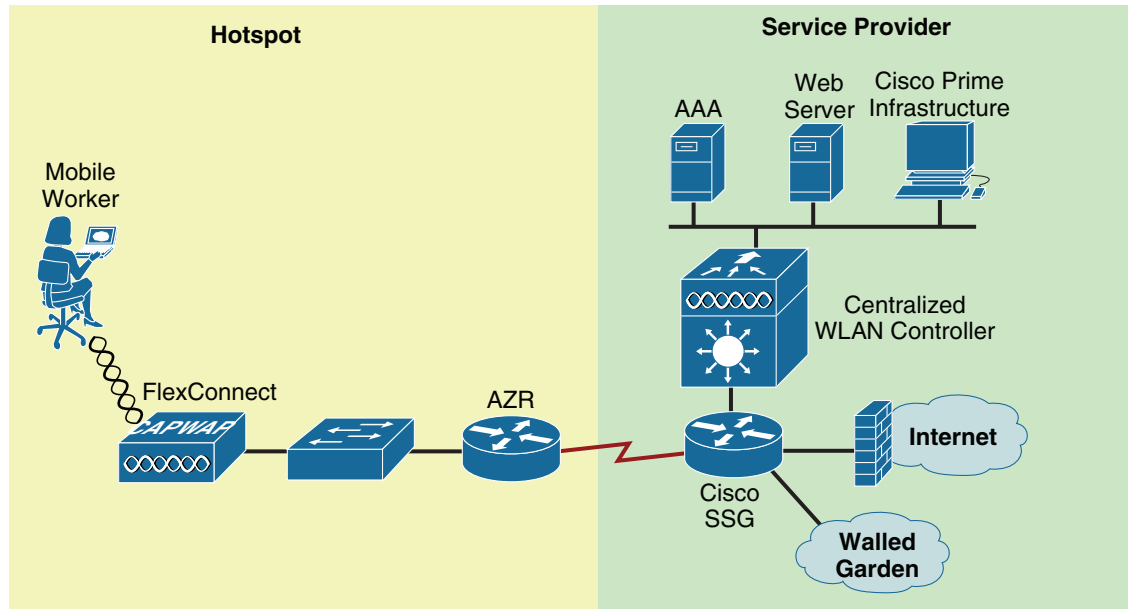 Hotspot
Service Provider
AAA
Web
Server
Cisco Prime
Infrastructure
Mobile
Worker
Centralized
WLAN Controller
FlexConnect
CAPWAP
AZR
Cisco
SSG
Internet
Walled
Garden